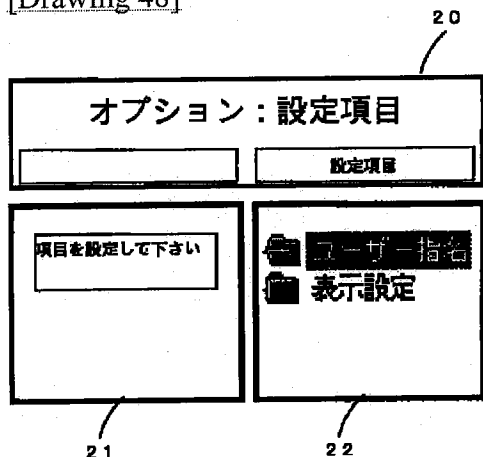 [Drawing 48]
20
オプション：設定項目
設定項目
項目を設定して下さい
ユーザー指名
表示設定
21
22